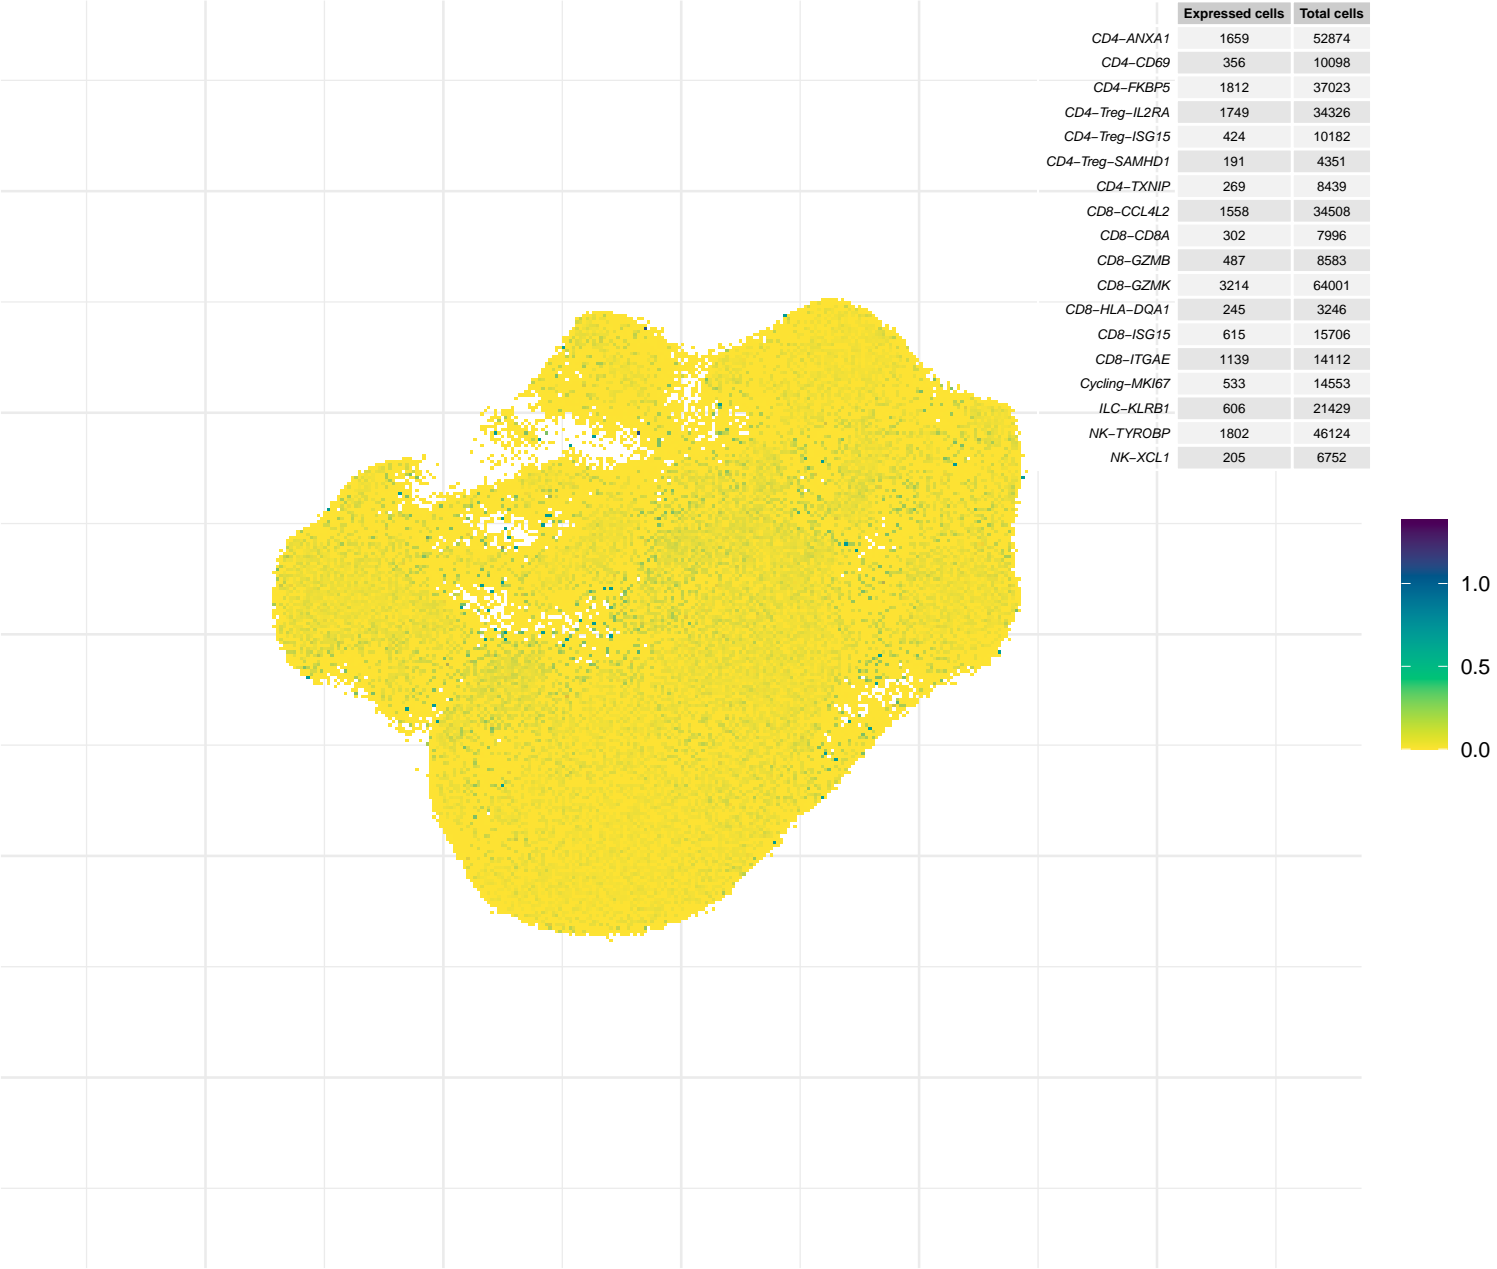 Expressed cells Total cells
CD4−ANXA1 1659 52874
CD4−CD69 356 10098
CD4−FKBP5 1812 37023
CD4−Treg−IL2RA 1749 34326
CD4−Treg−ISG15 424 10182
CD4−Treg−SAMHD1 191 4351
CD4−TXNIP 269 8439
CD8−CCL4L2 1558 34508
CD8−CD8A 302 7996
CD8−GZMB 487 8583
CD8−GZMK 3214 64001
CD8−HLA−DQA1 245 3246
CD8−ISG15 615 15706
CD8−ITGAE 1139 14112
Cycling−MKI67 533 14553
ILC−KLRB1 606 21429
NK−TYROBP 1802 46124
NK−XCL1 205 6752
1.0
0.5
0.0